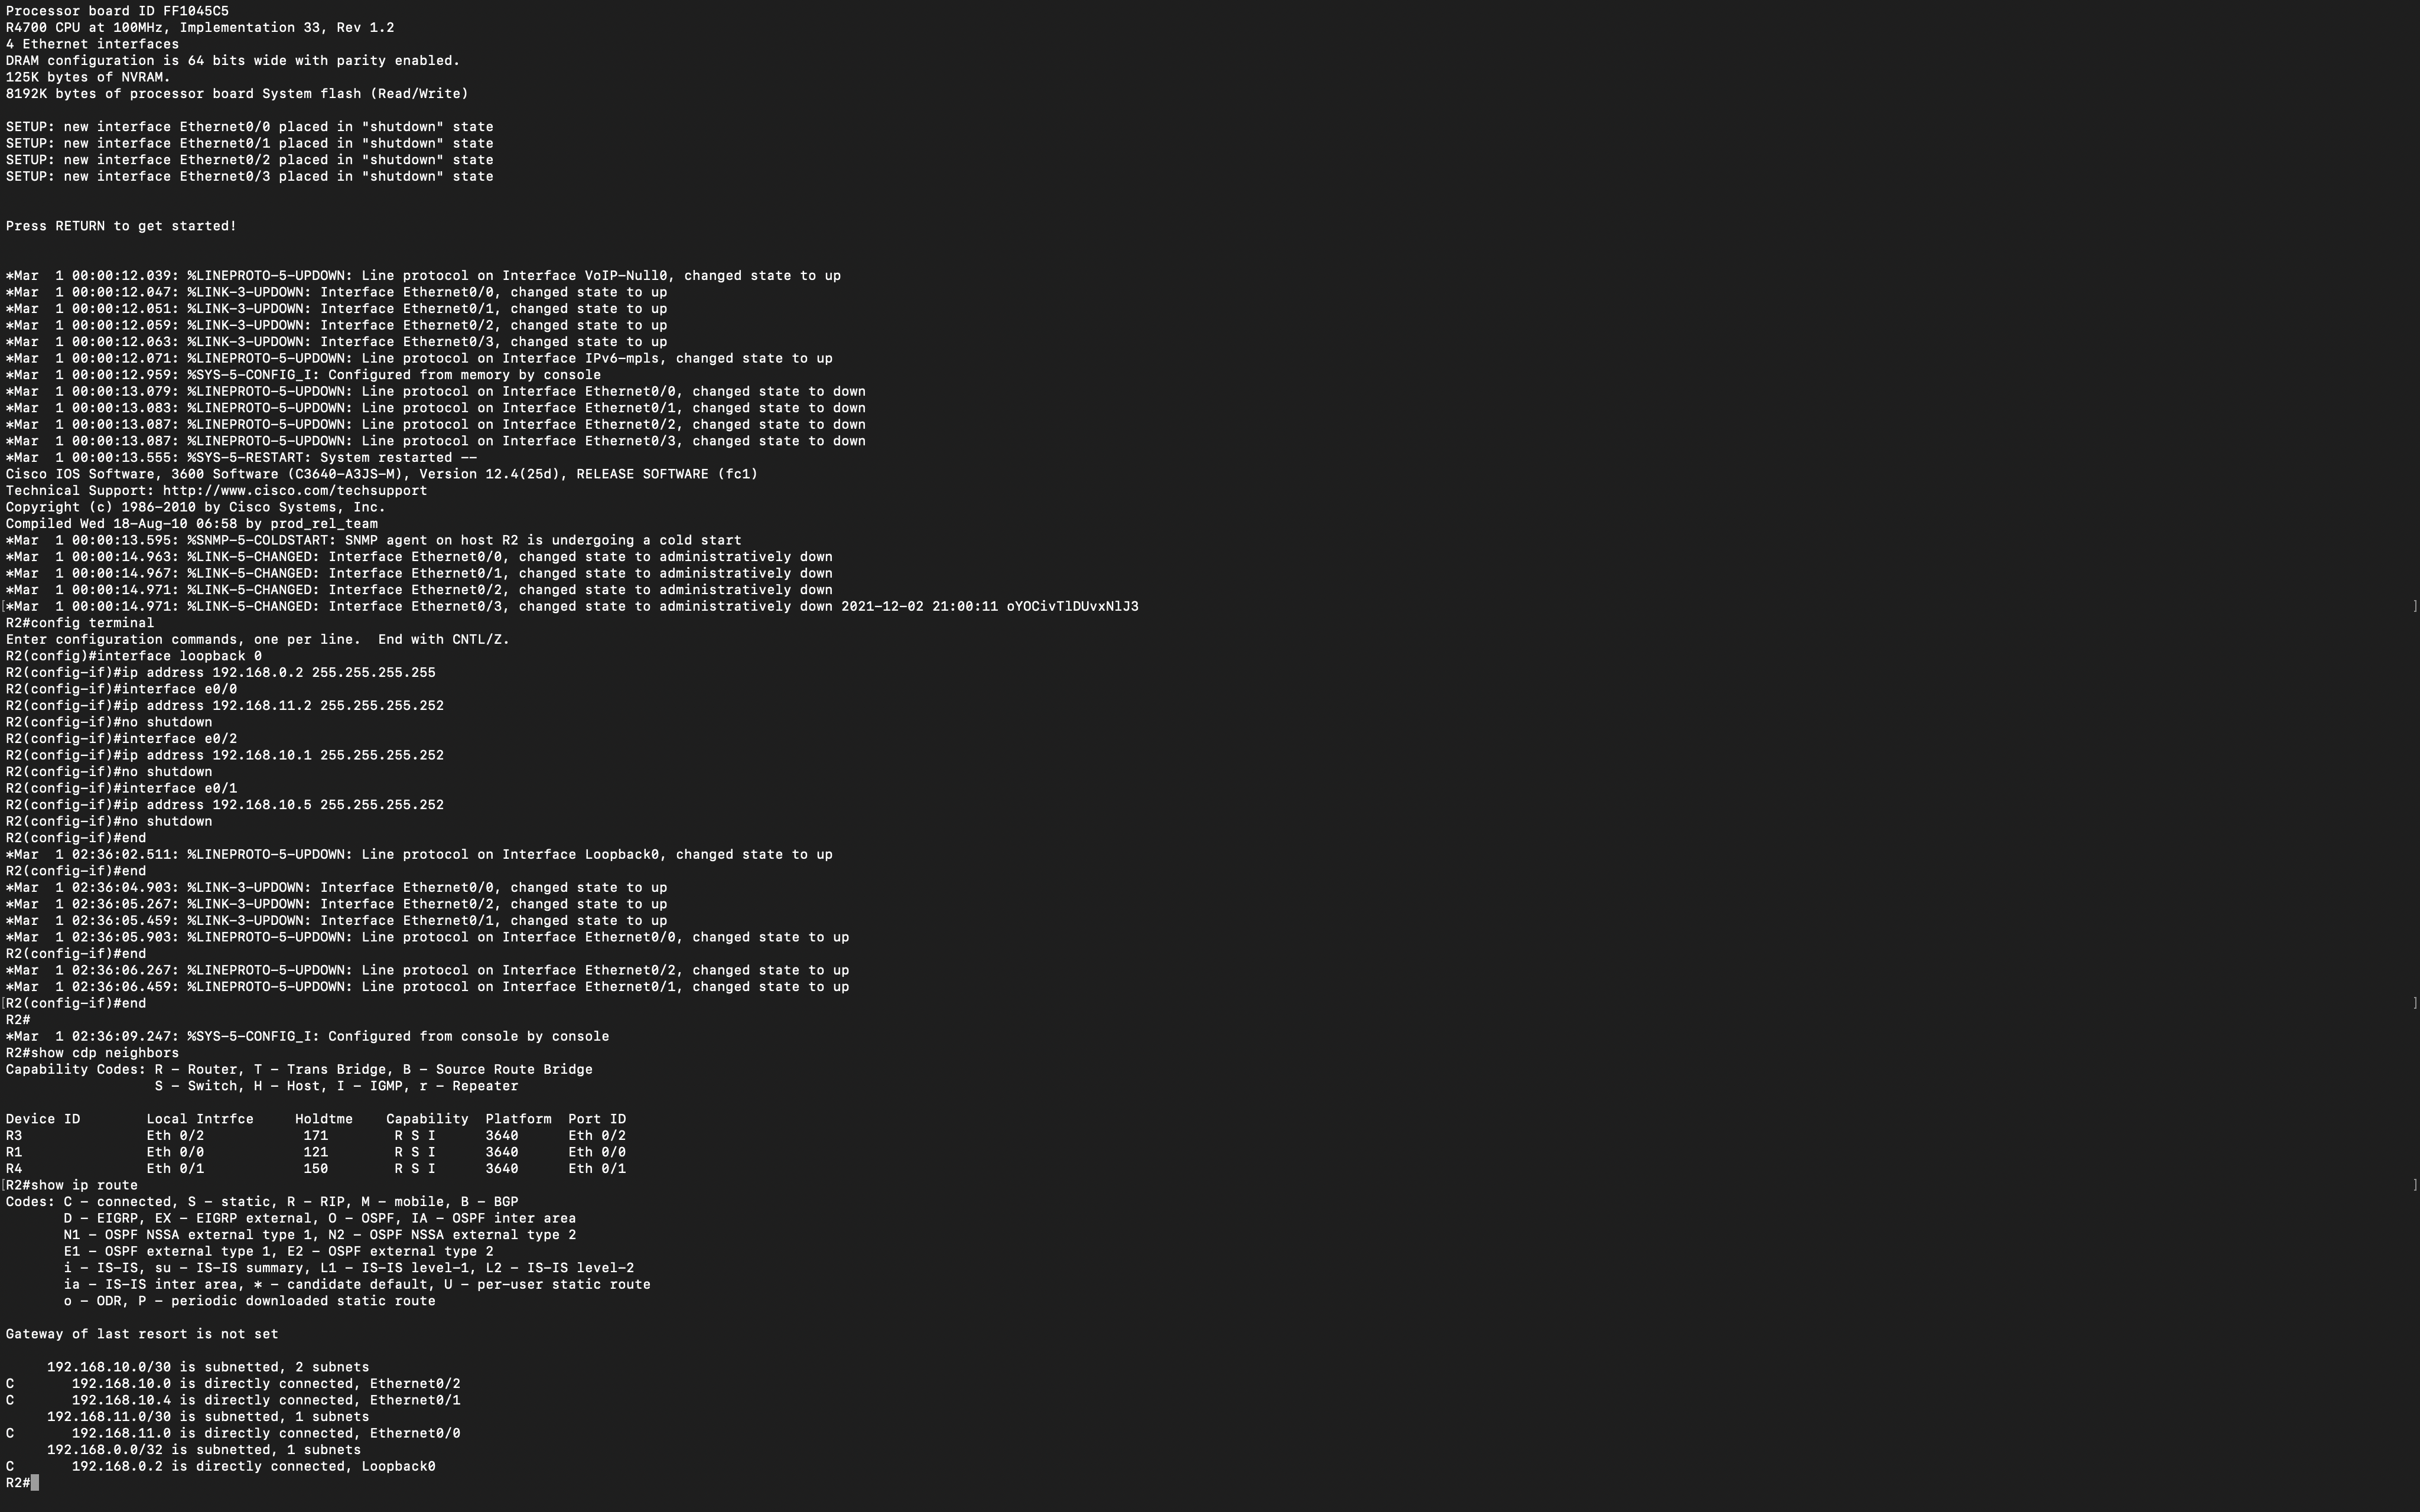 Processor board ID FF1045C5
R4700 CPU at 100MHz, Implementation 33, Rev 1.2
4 Ethernet interfaces
DRAM configuration is 64 bits wide with parity enabled.
125K bytes of NVRAM.
8192K bytes of processor board System flash (Read/Write)

SETUP: new interface Ethernet0/0 placed in "shutdown" state
SETUP: new interface Ethernet0/1 placed in "shutdown" state
SETUP: new interface Ethernet0/2 placed in "shutdown" state
SETUP: new interface Ethernet0/3 placed in "shutdown" state

Press RETURN to get started!

*Mar  1 00:00:12.039: %LINEPROTO-5-UPDOWN: Line protocol on Interface VoIP-Null0, changed state to up
*Mar  1 00:00:12.047: %LINK-3-UPDOWN: Interface Ethernet0/0, changed state to up
*Mar  1 00:00:12.051: %LINK-3-UPDOWN: Interface Ethernet0/1, changed state to up
*Mar  1 00:00:12.059: %LINK-3-UPDOWN: Interface Ethernet0/2, changed state to up
*Mar  1 00:00:12.063: %LINK-3-UPDOWN: Interface Ethernet0/3, changed state to up
*Mar  1 00:00:12.071: %LINEPROTO-5-UPDOWN: Line protocol on Interface IPv6-mpls, changed state to up
*Mar  1 00:00:12.959: %SYS-5-CONFIG_I: Configured from memory by console
*Mar  1 00:00:13.079: %LINEPROTO-5-UPDOWN: Line protocol on Interface Ethernet0/0, changed state to down
*Mar  1 00:00:13.083: %LINEPROTO-5-UPDOWN: Line protocol on Interface Ethernet0/1, changed state to down
*Mar  1 00:00:13.087: %LINEPROTO-5-UPDOWN: Line protocol on Interface Ethernet0/2, changed state to down
*Mar  1 00:00:13.087: %LINEPROTO-5-UPDOWN: Line protocol on Interface Ethernet0/3, changed state to down
*Mar  1 00:00:13.555: %SYS-5-RESTART: System restarted --
Cisco IOS Software, 3600 Software (C3640-A3JS-M), Version 12.4(25d), RELEASE SOFTWARE (fc1)
Technical Support: http://www.cisco.com/techsupport
Copyright (c) 1986-2010 by Cisco Systems, Inc.
Compiled Wed 18-Aug-10 06:58 by prod_rel_team
*Mar  1 00:00:13.595: %SNMP-5-COLDSTART: SNMP agent on host R2 is undergoing a cold start
*Mar  1 00:00:14.963: %LINK-5-CHANGED: Interface Ethernet0/0, changed state to administratively down
*Mar  1 00:00:14.967: %LINK-5-CHANGED: Interface Ethernet0/1, changed state to administratively down
*Mar  1 00:00:14.971: %LINK-5-CHANGED: Interface Ethernet0/2, changed state to administratively down
[*Mar  1 00:00:14.971: %LINK-5-CHANGED: Interface Ethernet0/3, changed state to administratively down 2021-12-02 21:00:11 oYOCivTlDUvxNlJ3 ]
R2#config terminal
Enter configuration commands, one per line.  End with CNTL/Z.
R2(config)#interface loopback 0
R2(config-if)#ip address 192.168.0.2 255.255.255.255
R2(config-if)#interface e0/0
R2(config-if)#ip address 192.168.11.2 255.255.255.252
R2(config-if)#no shutdown
R2(config-if)#interface e0/2
R2(config-if)#ip address 192.168.10.1 255.255.255.252
R2(config-if)#no shutdown
R2(config-if)#interface e0/1
R2(config-if)#ip address 192.168.10.5 255.255.255.252
R2(config-if)#no shutdown
R2(config-if)#end
*Mar  1 02:36:02.511: %LINEPROTO-5-UPDOWN: Line protocol on Interface Loopback0, changed state to up
R2(config-if)#end
*Mar  1 02:36:04.903: %LINK-3-UPDOWN: Interface Ethernet0/0, changed state to up
*Mar  1 02:36:05.267: %LINK-3-UPDOWN: Interface Ethernet0/2, changed state to up
*Mar  1 02:36:05.459: %LINK-3-UPDOWN: Interface Ethernet0/1, changed state to up
*Mar  1 02:36:05.903: %LINEPROTO-5-UPDOWN: Line protocol on Interface Ethernet0/0, changed state to up
R2(config-if)#end
*Mar  1 02:36:06.267: %LINEPROTO-5-UPDOWN: Line protocol on Interface Ethernet0/2, changed state to up
*Mar  1 02:36:06.459: %LINEPROTO-5-UPDOWN: Line protocol on Interface Ethernet0/1, changed state to up
[R2(config-if)#end ]
R2#
*Mar  1 02:36:09.247: %SYS-5-CONFIG_I: Configured from console by console
R2#show cdp neighbors
Capability Codes: R - Router, T - Trans Bridge, B - Source Route Bridge
                  S - Switch, H - Host, I - IGMP, r - Repeater

Device ID        Local Intrfce     Holdtme    Capability  Platform  Port ID
R3               Eth 0/2            171        R S I      3640      Eth 0/2
R1               Eth 0/0            121        R S I      3640      Eth 0/0
R4               Eth 0/1            150        R S I      3640      Eth 0/1
[R2#show ip route ]
Codes: C - connected, S - static, R - RIP, M - mobile, B - BGP
       D - EIGRP, EX - EIGRP external, O - OSPF, IA - OSPF inter area
       N1 - OSPF NSSA external type 1, N2 - OSPF NSSA external type 2
       E1 - OSPF external type 1, E2 - OSPF external type 2
       i - IS-IS, su - IS-IS summary, L1 - IS-IS level-1, L2 - IS-IS level-2
       ia - IS-IS inter area, * - candidate default, U - per-user static route
       o - ODR, P - periodic downloaded static route

Gateway of last resort is not set

     192.168.10.0/30 is subnetted, 2 subnets
C       192.168.10.0 is directly connected, Ethernet0/2
C       192.168.10.4 is directly connected, Ethernet0/1
     192.168.11.0/30 is subnetted, 1 subnets
C       192.168.11.0 is directly connected, Ethernet0/0
     192.168.0.0/32 is subnetted, 1 subnets
C       192.168.0.2 is directly connected, Loopback0
R2#